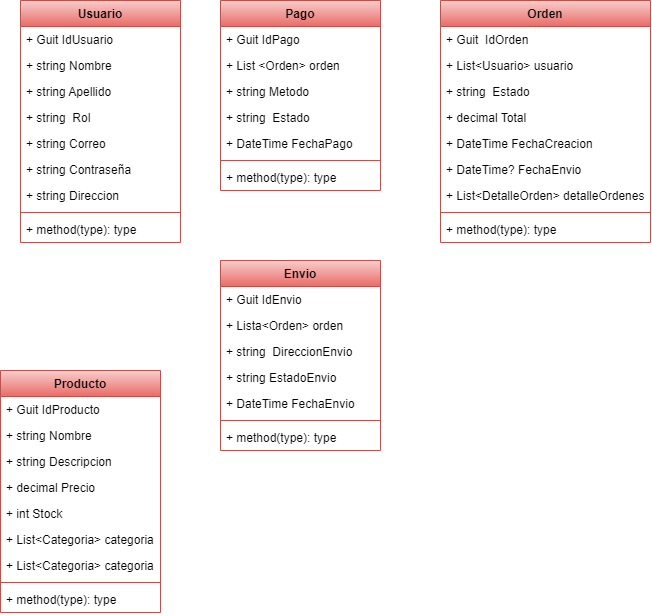 Usuario
+ Guit IdUsuario
+ string Nombre
+ string Apellido
+ string  Rol
+ string Correo
+ string Contraseña
+ string Direccion
+ method(type): type
Pago
+ Guit IdPago
+ List <Orden> orden
+ string Metodo
+ string  Estado
+ DateTime FechaPago
+ method(type): type
Orden
+ Guit  IdOrden
+ List<Usuario> usuario
+ string  Estado
+ decimal Total
+ DateTime FechaCreacion
+ DateTime? FechaEnvio
+ List<DetalleOrden> detalleOrdenes
+ method(type): type
Envio
+ Guit IdEnvio
+ Lista<Orden> orden
+ string  DireccionEnvio
+ string EstadoEnvio
+ DateTime FechaEnvio
+ method(type): type
Producto
+ Guit IdProducto
+ string Nombre
+ string Descripcion
+ decimal Precio
+ int Stock
+ List<Categoria> categoria
+ List<Categoria> categoria
+ method(type): type